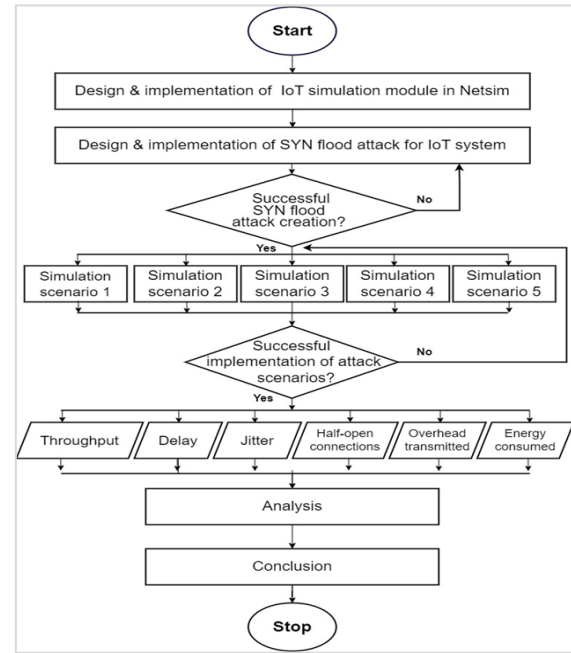 Start
Design & implementation of IoT simulation module in Netsim
Design & implementation of SYN flood attack for IoT system
Successful
SYN flood
attack creation?
No
Yes
Simulation
scenario 1
Simulation
scenario 2
Simulation
scenario 3
Simulation
scenario 4
Simulation
scenario 5
Successful
implementation of attack
scenarios?
No
Yes
Throughput
Delay
Jitter
Half-open
connections
Overhead
transmitted
Energy
consumed
Analysis
Conclusion
Stop